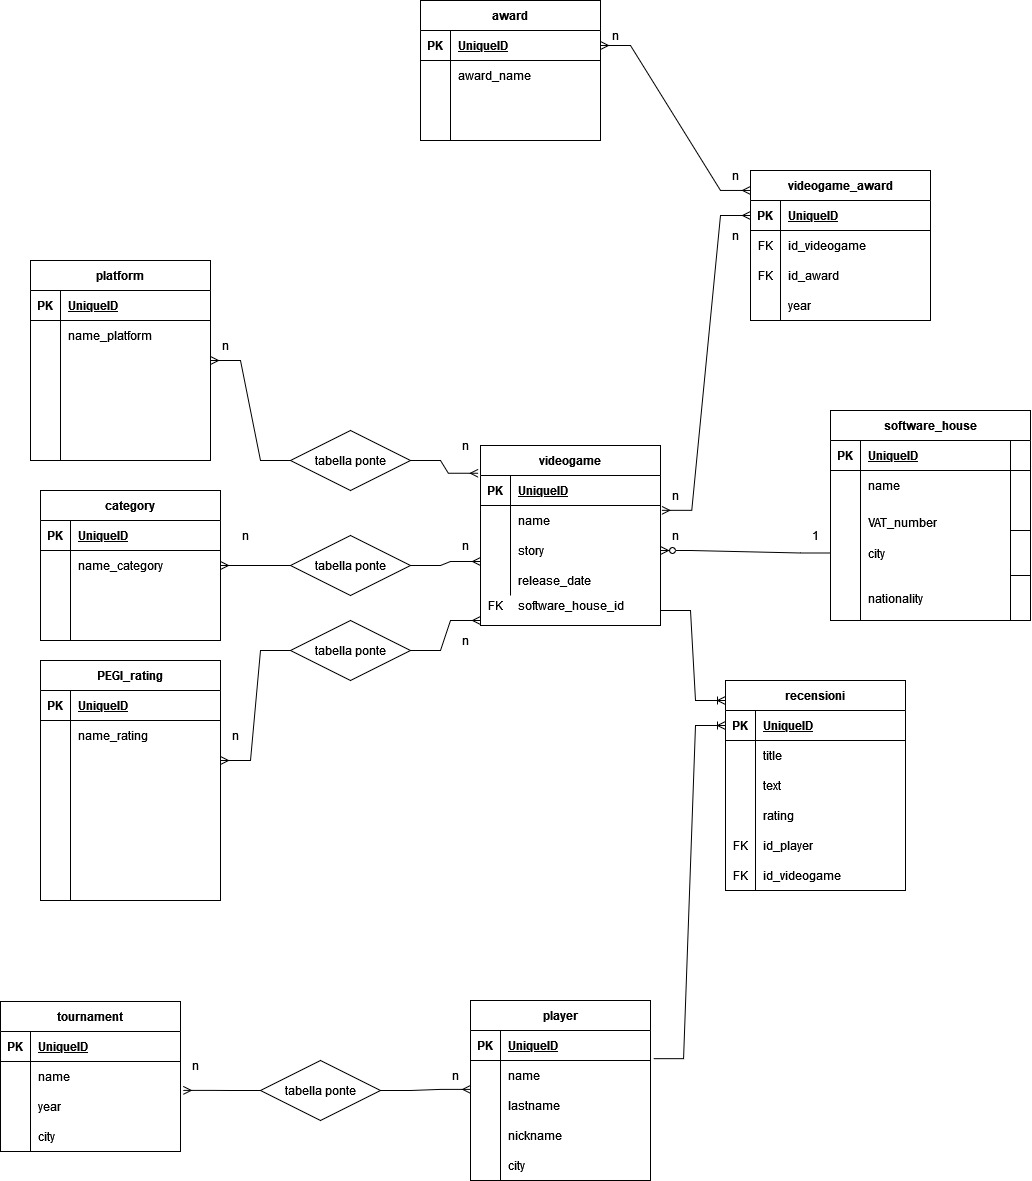 award
PK UniqueID
award_name
n
n
videogame_award
PK UniqueID
FK id_videogame
FK id_award
year
n
platform
PK UniqueID
name_platform
n
tabella ponte
n
category
PK UniqueID
name_category
n
tabella ponte
n
PEGI_rating
PK UniqueID
name_rating
n
tabella ponte
n
videogame
PK UniqueID
name
story
release_date
FK software_house_id
n
n
1
software_house
PK UniqueID
name
VAT_number
city
nationality
recensioni
PK UniqueID
title
text
rating
FK id_player
FK id_videogame
tournament
PK UniqueID
name
year
city
n
tabella ponte
n
player
PK UniqueID
name
lastname
nickname
city